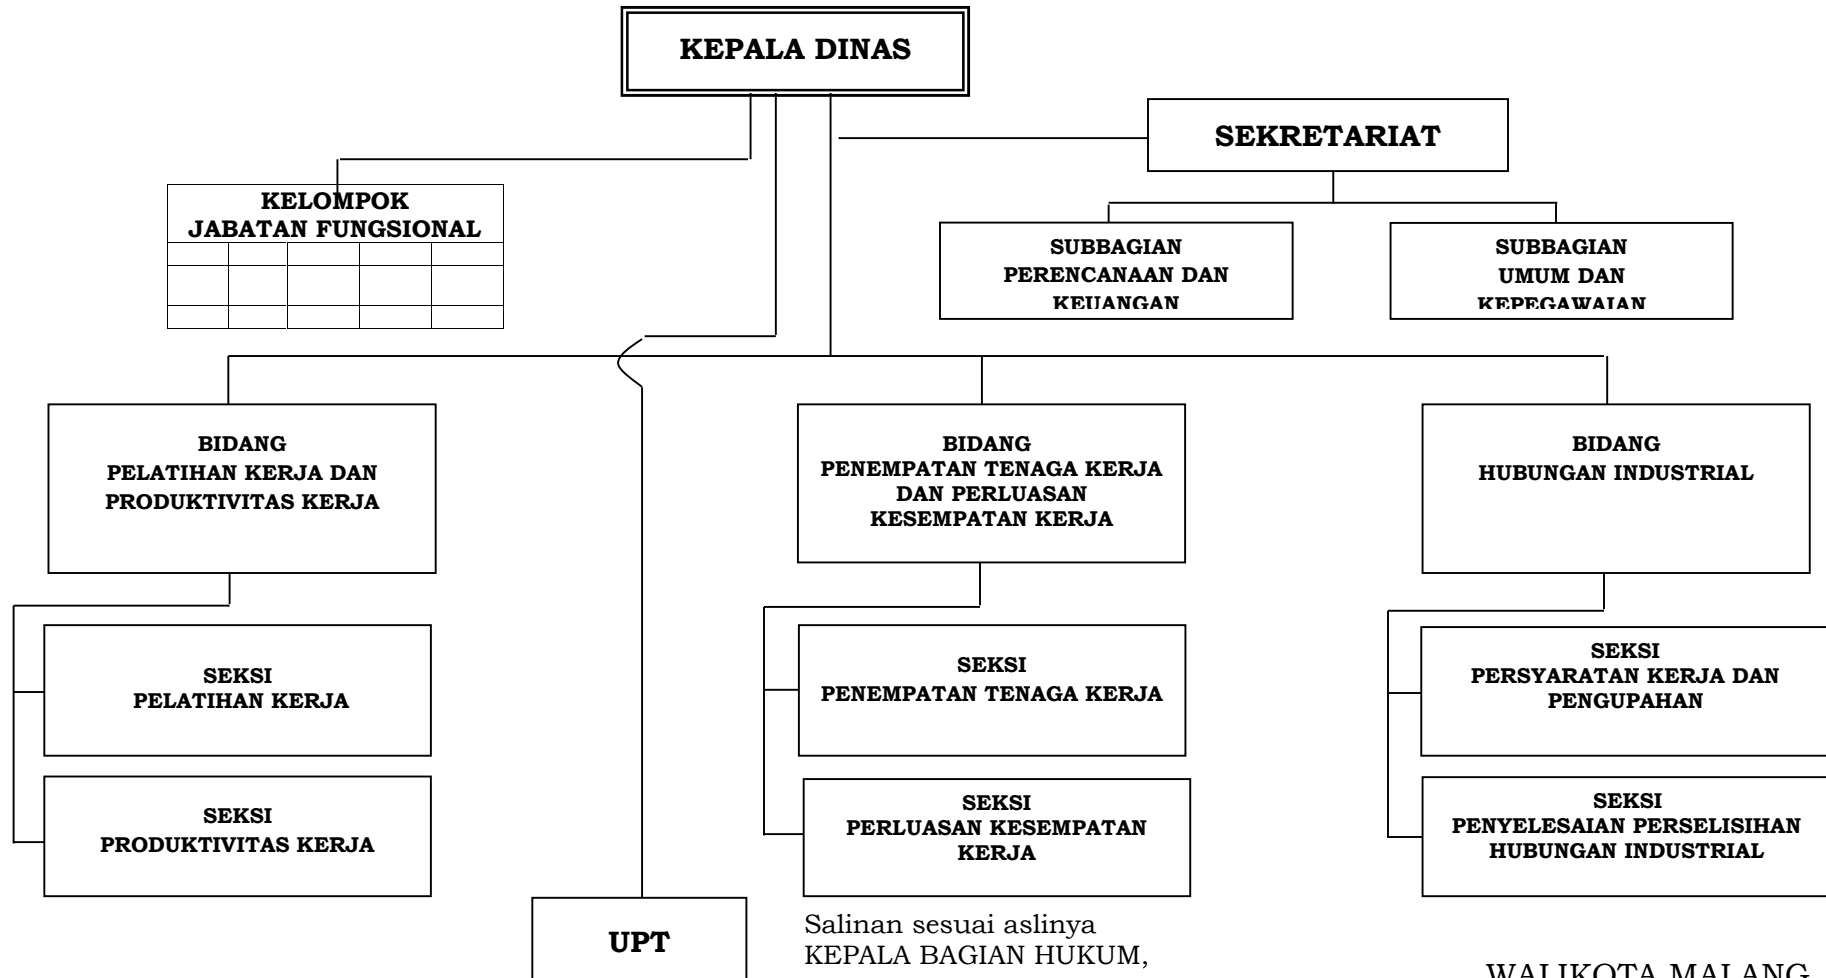 KEPALA DINAS
SEKRETARIAT
KELOMPOK
JABATAN FUNGSIONAL
SUBBAGIAN
PERENCANAAN DAN
KEUANGAN
SUBBAGIAN
UMUM DAN
KEPEGAWAIAN
BIDANG
PELATIHAN KERJA DAN
PRODUKTIVITAS KERJA
BIDANG
PENEMPATAN TENAGA KERJA
DAN PERLUASAN
KESEMPATAN KERJA
BIDANG
HUBUNGAN INDUSTRIAL
SEKSI
PELATIHAN KERJA
SEKSI
PENEMPATAN TENAGA KERJA
SEKSI
PERSYARATAN KERJA DAN
PENGUPAHAN
SEKSI
PRODUKTIVITAS KERJA
SEKSI
PERLUASAN KESEMPATAN
KERJA
SEKSI
PENYELESAIAN PERSELISIHAN
HUBUNGAN INDUSTRIAL
UPT
Salinan sesuai aslinya
KEPALA BAGIAN HUKUM,
WALIKOTA MALANG